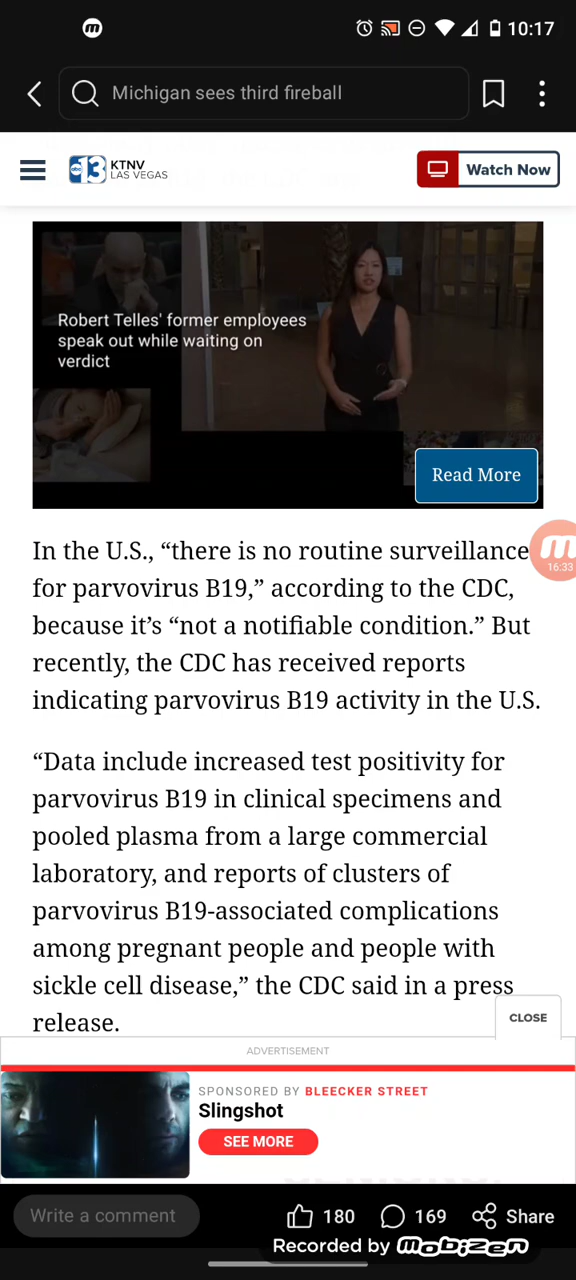 10:17
Michigan sees third fireball
abc 13 KTNV
LAS VEGAS
Watch Now
Robert Telles' former employees
speak out while waiting on
verdict
Read More
In the U.S., “there is no routine surveillance
for parvovirus B19,” according to the CDC,
16:33
because it’s “not a notifiable condition.” But
recently, the CDC has received reports
indicating parvovirus B19 activity in the U.S.
“Data include increased test positivity for
parvovirus B19 in clinical specimens and
pooled plasma from a large commercial
laboratory, and reports of clusters of
parvovirus B19-associated complications
among pregnant people and people with
sickle cell disease,” the CDC said in a press
release.
CLOSE
ADVERTISEMENT
SPONSORED BY BLEECKER STREET
Slingshot
SEE MORE
Write a comment
180
169
Share
Recorded by mobizen